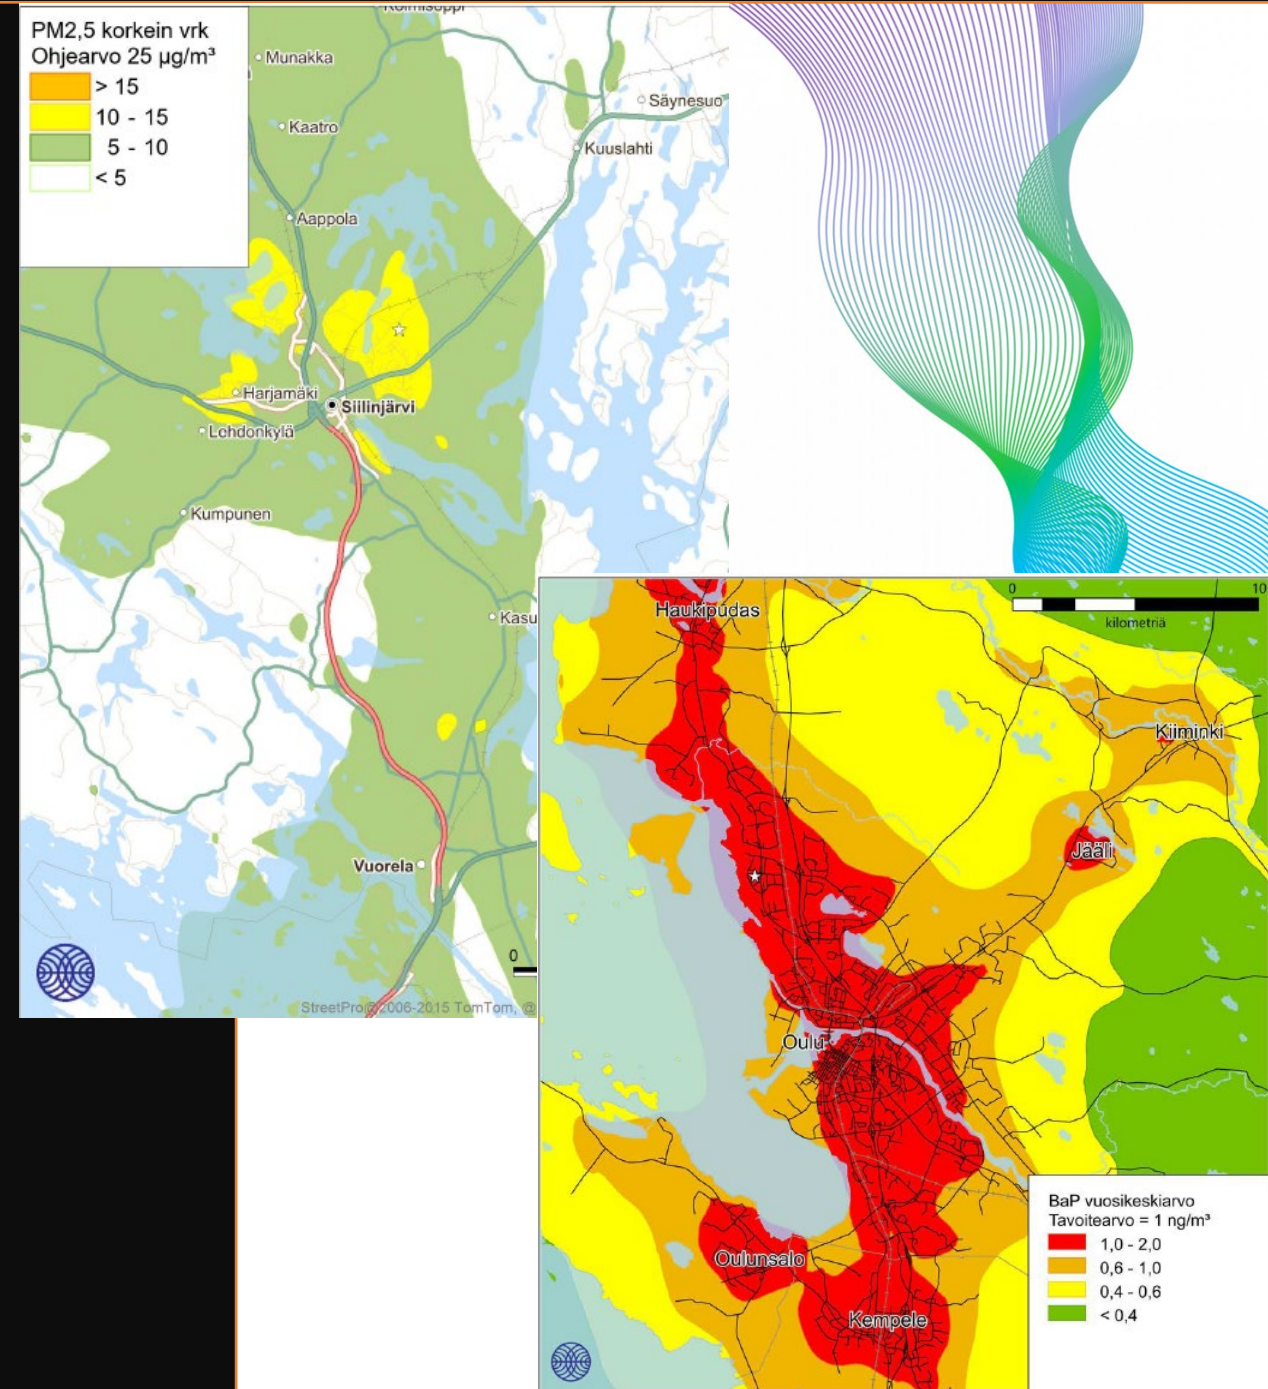 PM2,5 korkein vrk
Ohjearvo 25 µg/m³
> 15
10 - 15
5 - 10
< 5
Kolmisoppi
Munakka
Säynesuo
Kaatro
Kuuslahti
Aappola
Harjamäki
Siilinjärvi
Lehdonkylä
Kumpunen
Kasu
Vuorela
0
StreetPro©2006-2015 TomTom, @
0 10
kilometriä
Haukipudas
Kiiminki
Jääli
Oulu
Oulunsalo
Kempele
BaP vuosikeskiarvo
Tavoitearvo = 1 ng/m³
1,0 - 2,0
0,6 - 1,0
0,4 - 0,6
< 0,4